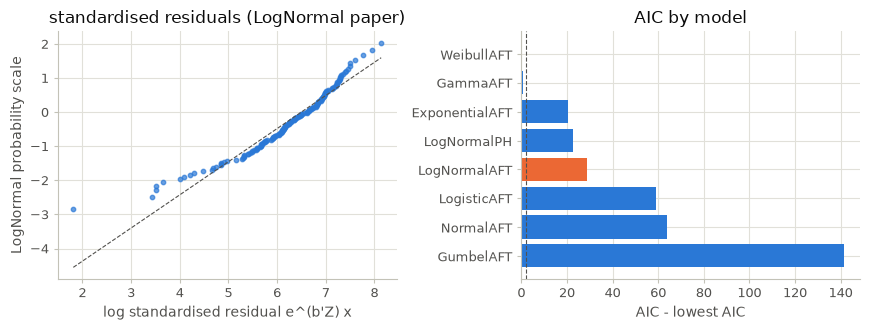 standardised residuals (LogNormal paper)
LogNormal probability scale
2
1
0
−1
−2
−3
−4
2
3
4
5
6
7
8
log standardised residual e^(b'Z) x
AIC by model
WeibullAFT
GammaAFT
ExponentialAFT
LogNormalPH
LogNormalAFT
LogisticAFT
NormalAFT
GumbelAFT
0
20
40
60
80
100
120
140
AIC - lowest AIC